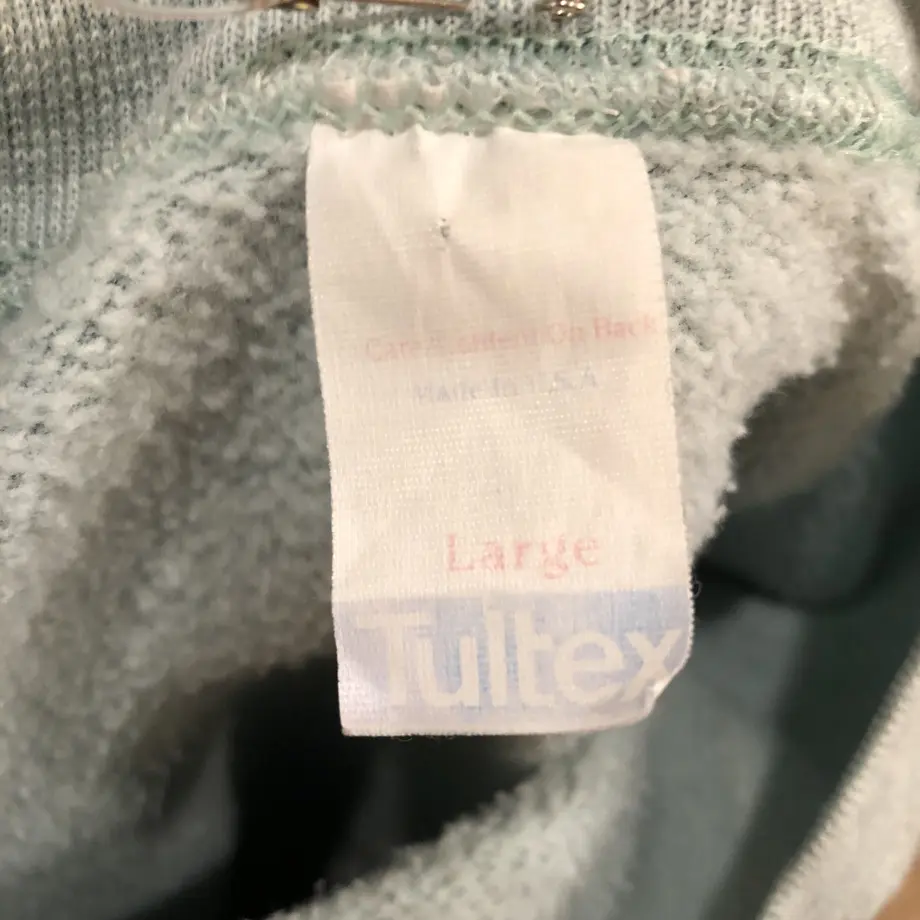 Care/Content On Back
Made In U.S.A
Large
Tultex